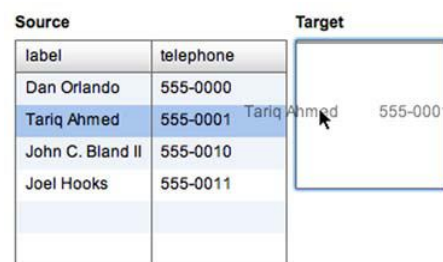 Source Target
label telephone
Dan Orlando 555-0000
Tariq Ahmed 555-0001 Tariq Ahmed 555-000
John C. Bland II 555-0010
Joel Hooks 555-0011